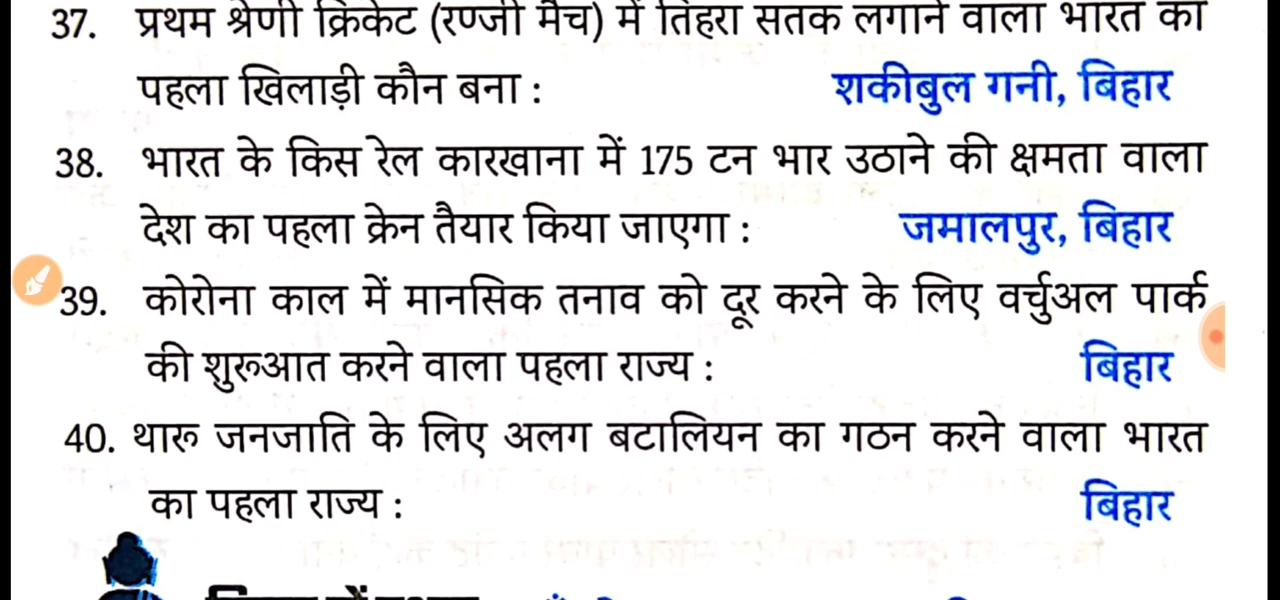 37. प्रथम श्रेणी क्रिकेट (रणजी मैच) में तिहरा सतक लगाने वाला भारत का
पहला खिलाड़ी कौन बना : शकीबुल गनी, बिहार
38. भारत के किस रेल कारखाना में 175 टन भार उठाने की क्षमता वाला
देश का पहला क्रेन तैयार किया जाएगा : जमालपुर, बिहार
39. कोरोना काल में मानसिक तनाव को दूर करने के लिए वर्चुअल पार्क
की शुरुआत करने वाला पहला राज्य : बिहार
40. थारू जनजाति के लिए अलग बटालियन का गठन करने वाला भारत
का पहला राज्य : बिहार